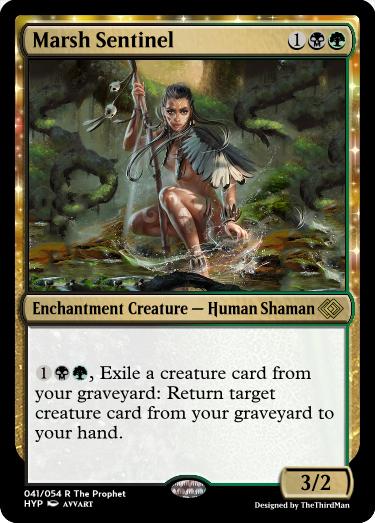 Marsh Sentinel 1
Enchantment Creature — Human Shaman
1, Exile a creature card from
your graveyard: Return target
creature card from your graveyard to
your hand.
3/2
041/054 R The Prophet
HYP AVVART
Designed by TheThirdMan